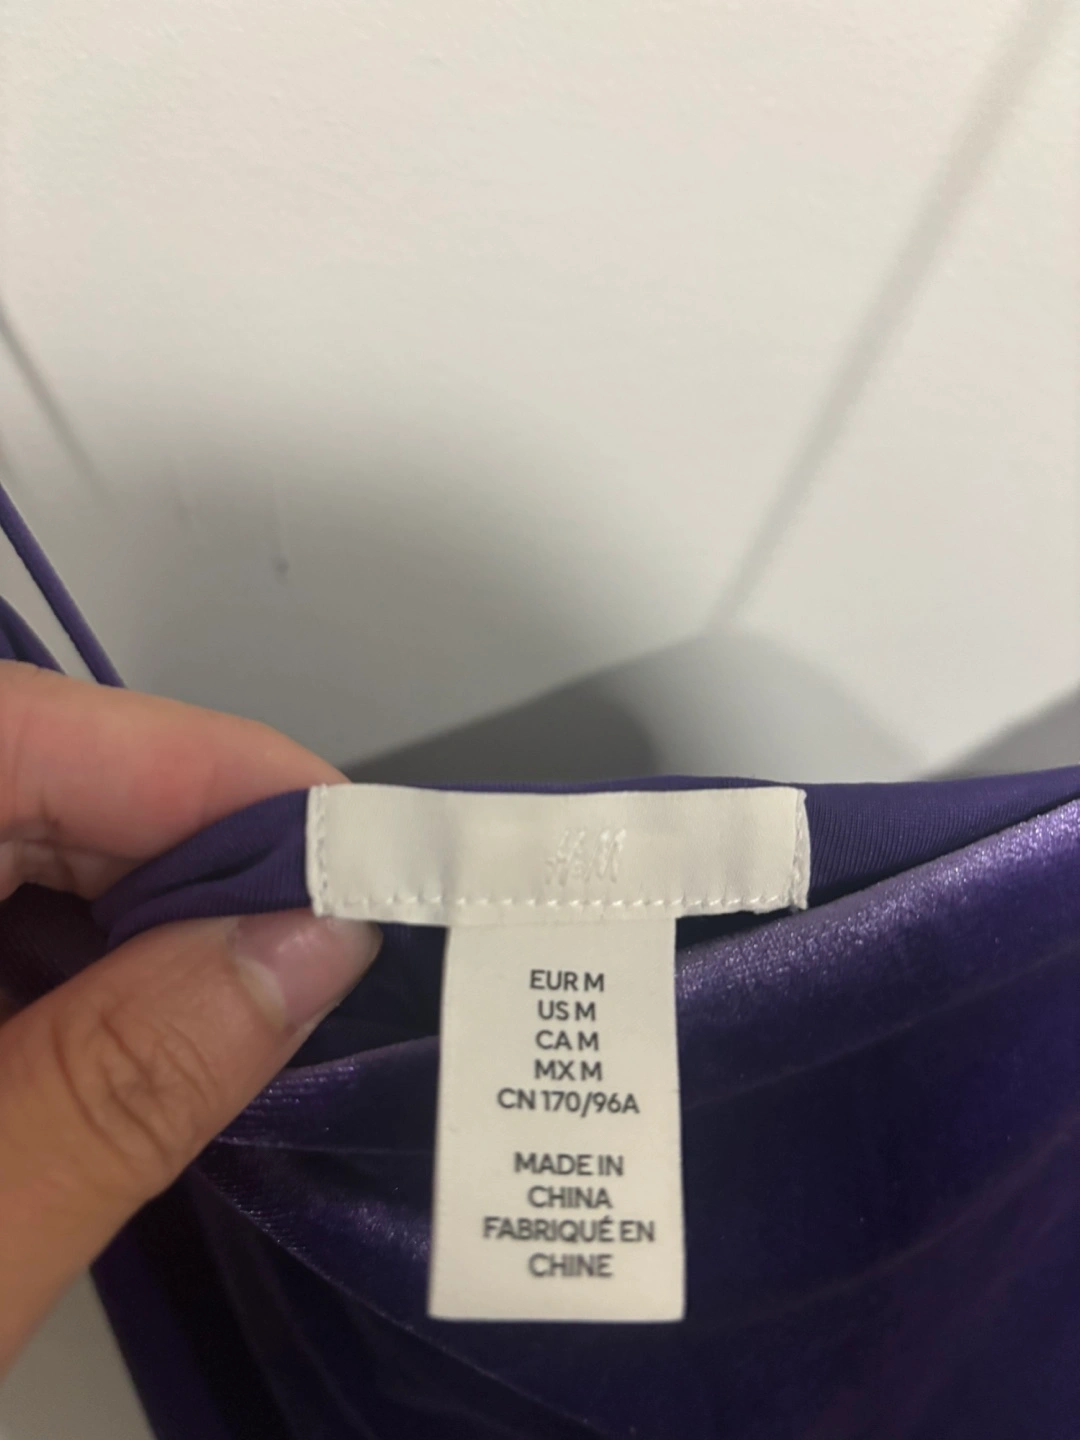 H&M
EUR M
US M
CA M
MX M
CN 170/96A
MADE IN
CHINA
FABRIQUÉ EN
CHINE